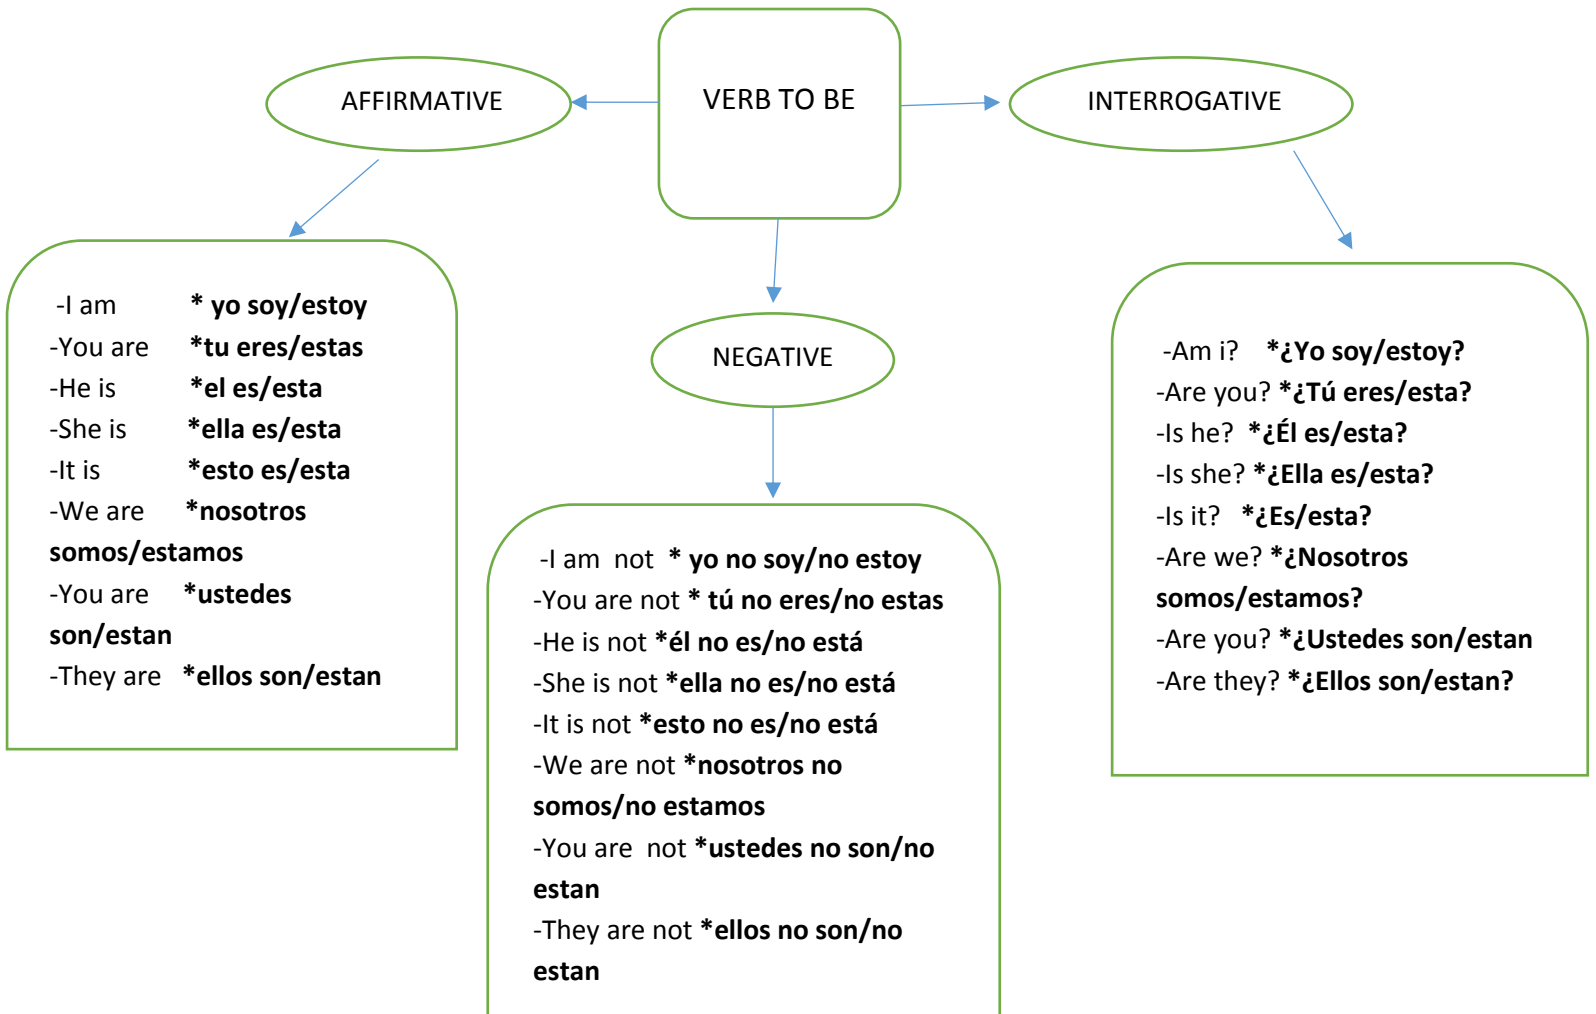 VERB TO BE
AFFIRMATIVE
INTERROGATIVE
NEGATIVE
-I am * yo soy/estoy
-You are *tu eres/estas
-He is *el es/esta
-She is *ella es/esta
-It is *esto es/esta
-We are *nosotros
somos/estamos
-You are *ustedes
son/estan
-They are *ellos son/estan
-I am not * yo no soy/no estoy
-You are not * tú no eres/no estas
-He is not *él no es/no está
-She is not *ella no es/no está
-It is not *esto no es/no está
-We are not *nosotros no
somos/no estamos
-You are not *ustedes no son/no
estan
-They are not *ellos no son/no
estan
-Am i? *¿Yo soy/estoy?
-Are you? *¿Tú eres/esta?
-Is he? *¿Él es/esta?
-Is she? *¿Ella es/esta?
-Is it? *¿Es/esta?
-Are we? *¿Nosotros
somos/estamos?
-Are you? *¿Ustedes son/estan
-Are they? *¿Ellos son/estan?